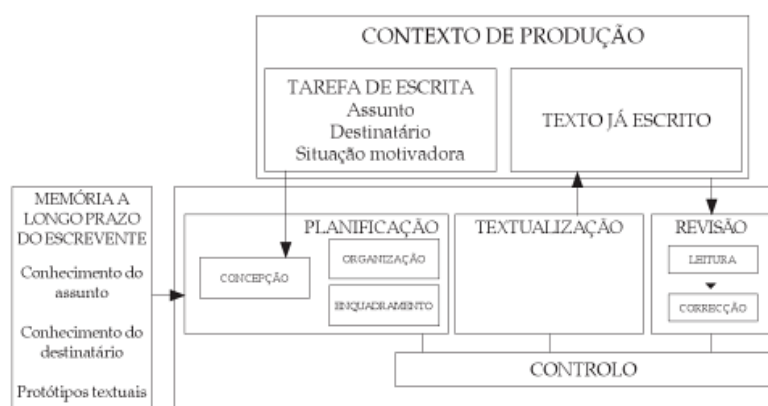 CONTEXTO DE PRODUÇÃO
TAREFA DE ESCRITA
Assunto
Destinatário
Situação motivadora
TEXTO JÁ ESCRITO
MEMÓRIA A
LONGO PRAZO
DO ESCREVENTE
Conhecimento do
assunto
Conhecimento do
destinatário
Protótipos textuais
PLANIFICAÇÃO
CONCEPÇÃO
ORGANIZAÇÃO
ENQUADRAMENTO
TEXTUALIZAÇÃO
REVISÃO
LEITURA
CORRECÇÃO
CONTROLO